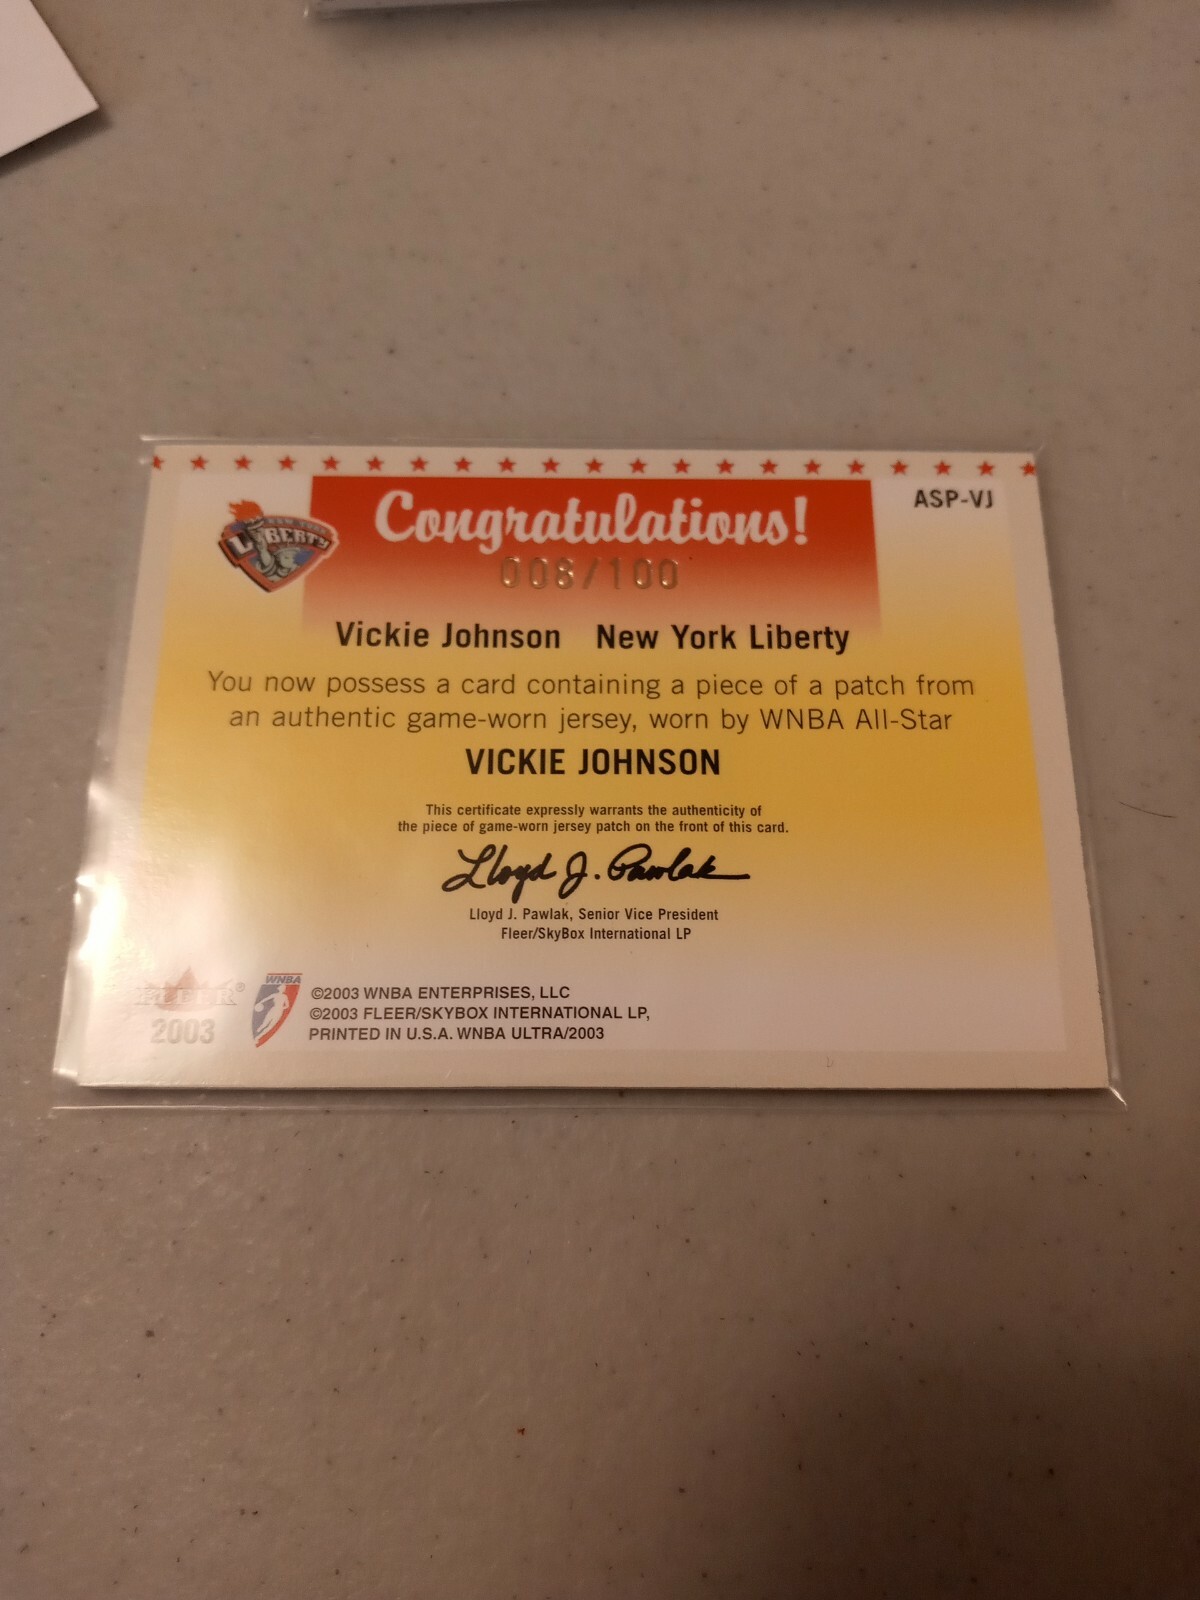 ASP-VJ
NEW YORK
LIBERTY
Congratulations!
008/100
Vickie Johnson New York Liberty
You now possess a card containing a piece of a patch from
an authentic game-worn jersey, worn by WNBA All-Star
VICKIE JOHNSON
This certificate expressly warrants the authenticity of
the piece of game-worn jersey patch on the front of this card.
Lloyd J. Pawlak
Lloyd J. Pawlak, Senior Vice President
Fleer/SkyBox International LP
FLEER®
2003
WNBA
©2003 WNBA ENTERPRISES, LLC
©2003 FLEER/SKYBOX INTERNATIONAL LP,
PRINTED IN U.S.A. WNBA ULTRA/2003